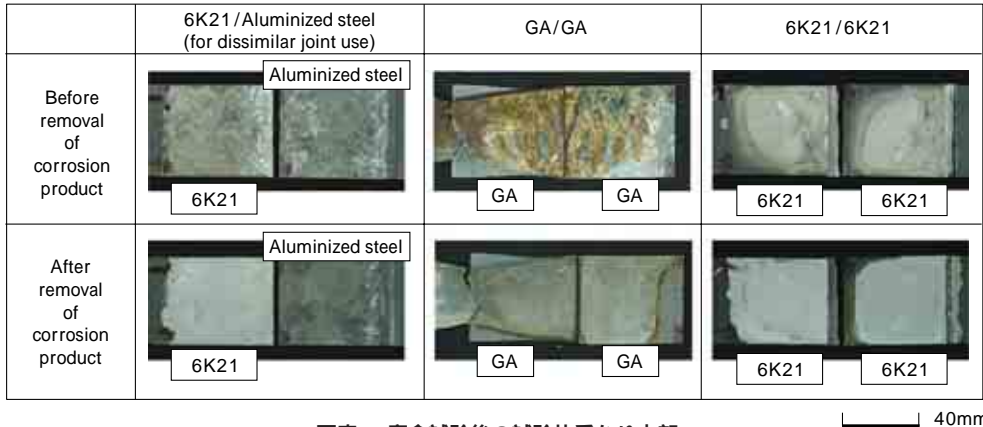 6K21/Aluminized steel
(for dissimilar joint use)
GA/GA
6K21/6K21
Before
removal
of
corrosion
product
Aluminized steel
6K21
GA
GA
6K21
6K21
After
removal
of
corrosion
product
Aluminized steel
6K21
GA
GA
6K21
6K21
40mm